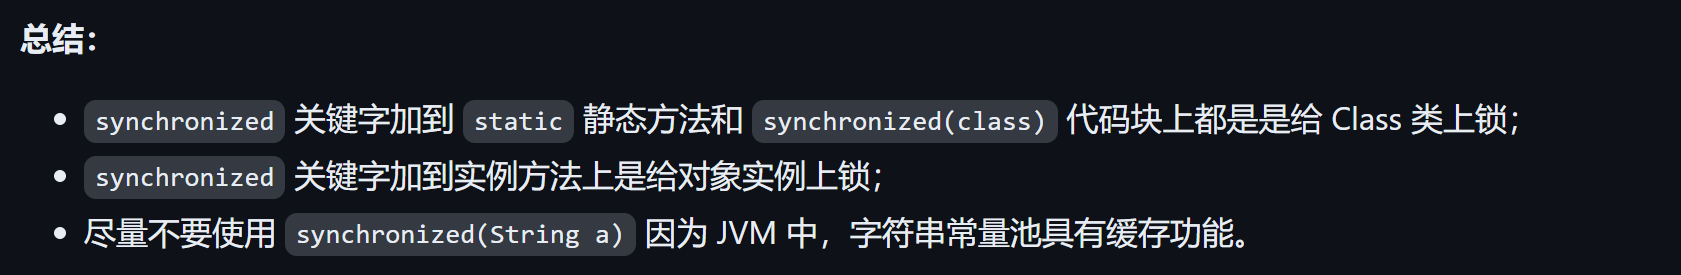 总结：
synchronized 关键字加到 static 静态方法和 synchronized(class) 代码块上都是是给 Class 类上锁；
synchronized 关键字加到实例方法上是给对象实例上锁；
尽量不要使用 synchronized(String a) 因为 JVM 中，字符串常量池具有缓存功能。